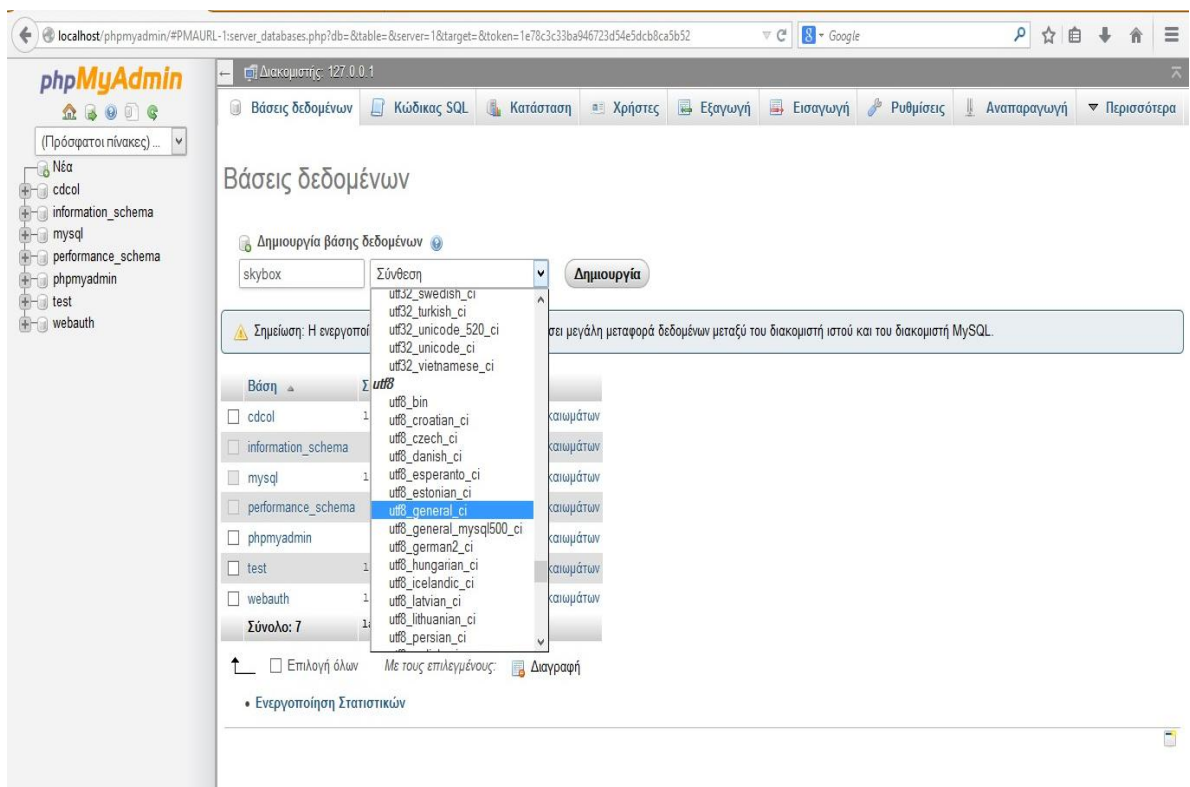 localhost/phpmyadmin/#PMAURL-1:server_databases.php?db=&table=&server=1&target=&token=1e78c3c33ba946723d54e5dcb8ca5b52
Google
phpMyAdmin
(Πρόσφατοι πίνακες) ...
Νέα
cdcol
information_schema
mysql
performance_schema
phpmyadmin
test
webauth
Διακομιστής: 127.0.0.1
Βάσεις δεδομένων Κώδικας SQL Κατάσταση Χρήστες Εξαγωγή Εισαγωγή Ρυθμίσεις Αναπαραγωγή Περισσότερα
Βάσεις δεδομένων
Δημιουργία βάσης δεδομένων
skybox Σύνθεση Δημιουργία
utf32_swedish_ci
utf32_turkish_ci
utf32_unicode_520_ci
utf32_unicode_ci
utf32_vietnamese_ci
utf8
utf8_bin
utf8_croatian_ci
utf8_czech_ci
utf8_danish_ci
utf8_esperanto_ci
utf8_estonian_ci
utf8_general_ci
utf8_general_mysql500_ci
utf8_german2_ci
utf8_hungarian_ci
utf8_icelandic_ci
utf8_latvian_ci
utf8_lithuanian_ci
utf8_persian_ci
Σημείωση: Η ενεργοποί σει μεγάλη μεταφορά δεδομένων μεταξύ του διακομιστή ιστού και του διακομιστή MySQL.
Βάση Σ
cdcol 1 καιωμάτων
information_schema καιωμάτων
mysql 1 καιωμάτων
performance_schema καιωμάτων
phpmyadmin καιωμάτων
test 1 καιωμάτων
webauth 1 καιωμάτων
Σύνολο: 7
Επιλογή όλων Με τους επιλεγμένους: Διαγραφή
Ενεργοποίηση Στατιστικών